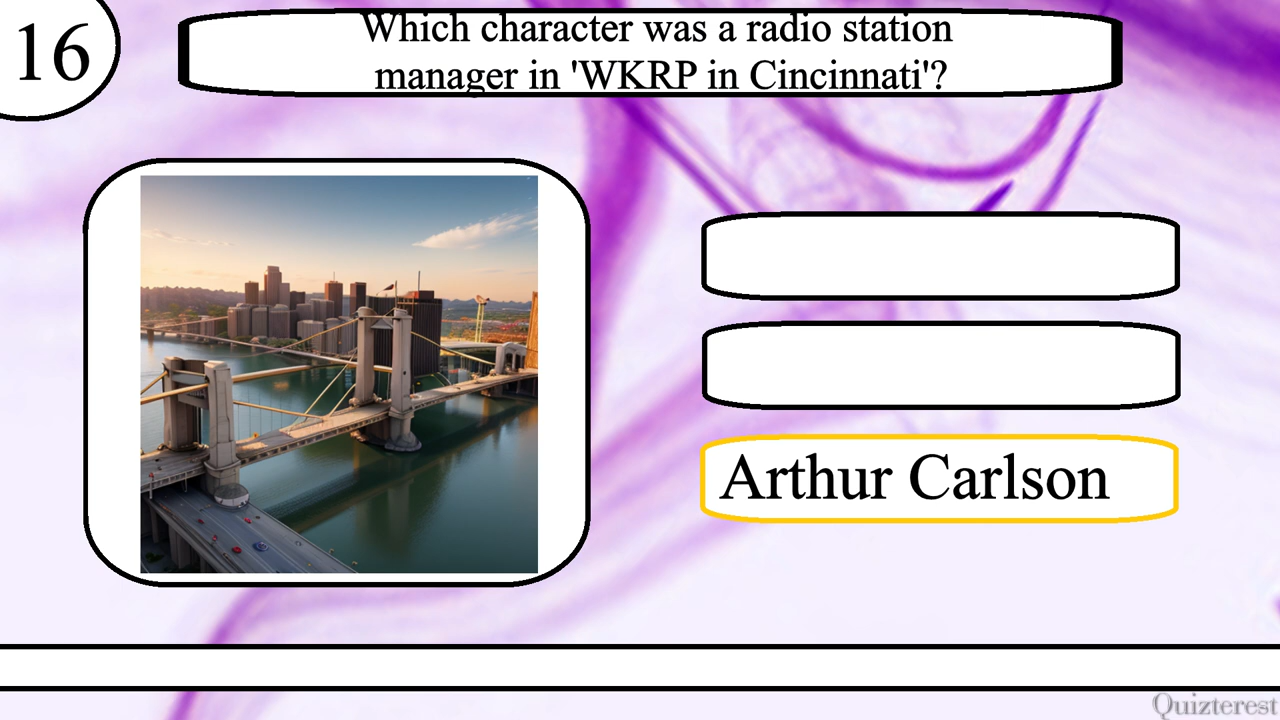 16
Which character was a radio station
manager in 'WKRP in Cincinnati'?
Arthur Carlson
Quizterest